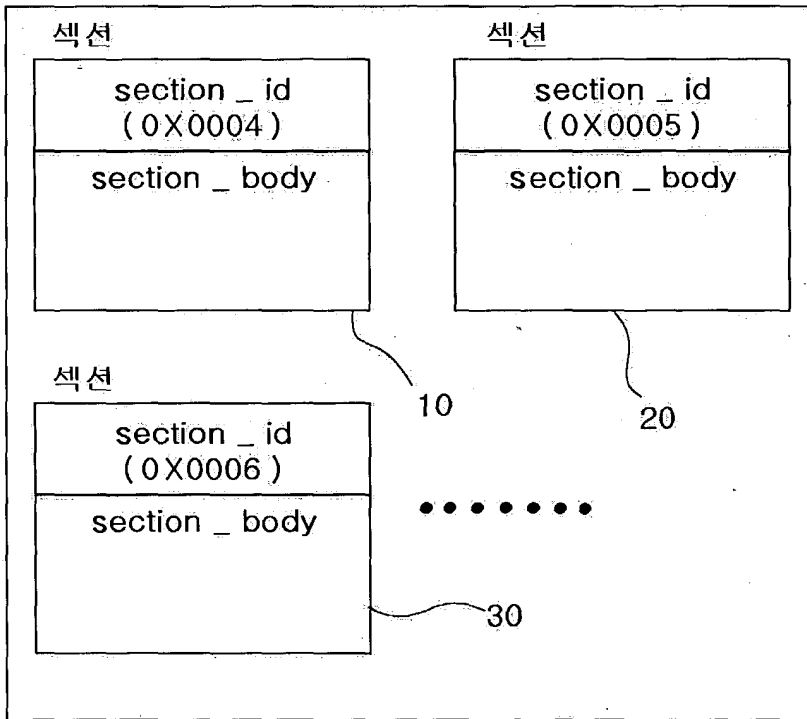 섹션
section _ id
(0X0004)
section _ body
10
섹션
section _ id
(0X0005)
section _ body
20
섹션
section _ id
(0X0006)
section _ body
30